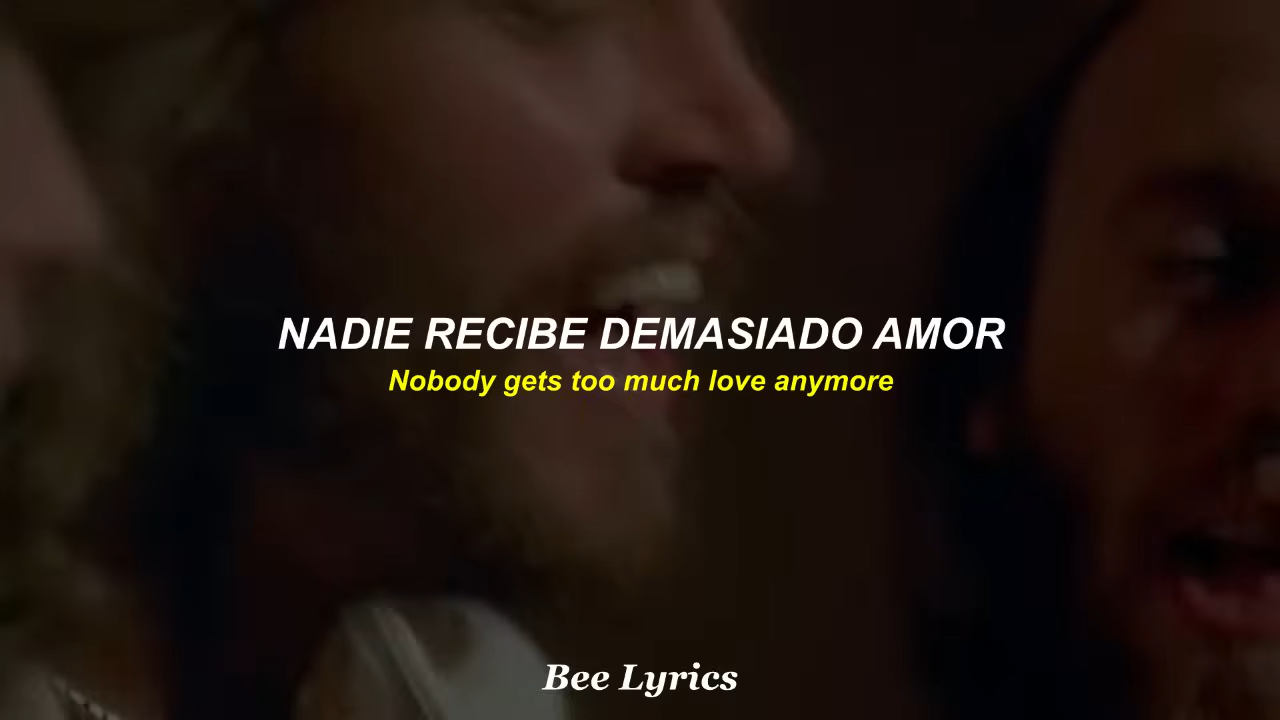 NADIE RECIBE DEMASIADO AMOR
Nobody gets too much love anymore
Bee Lyrics